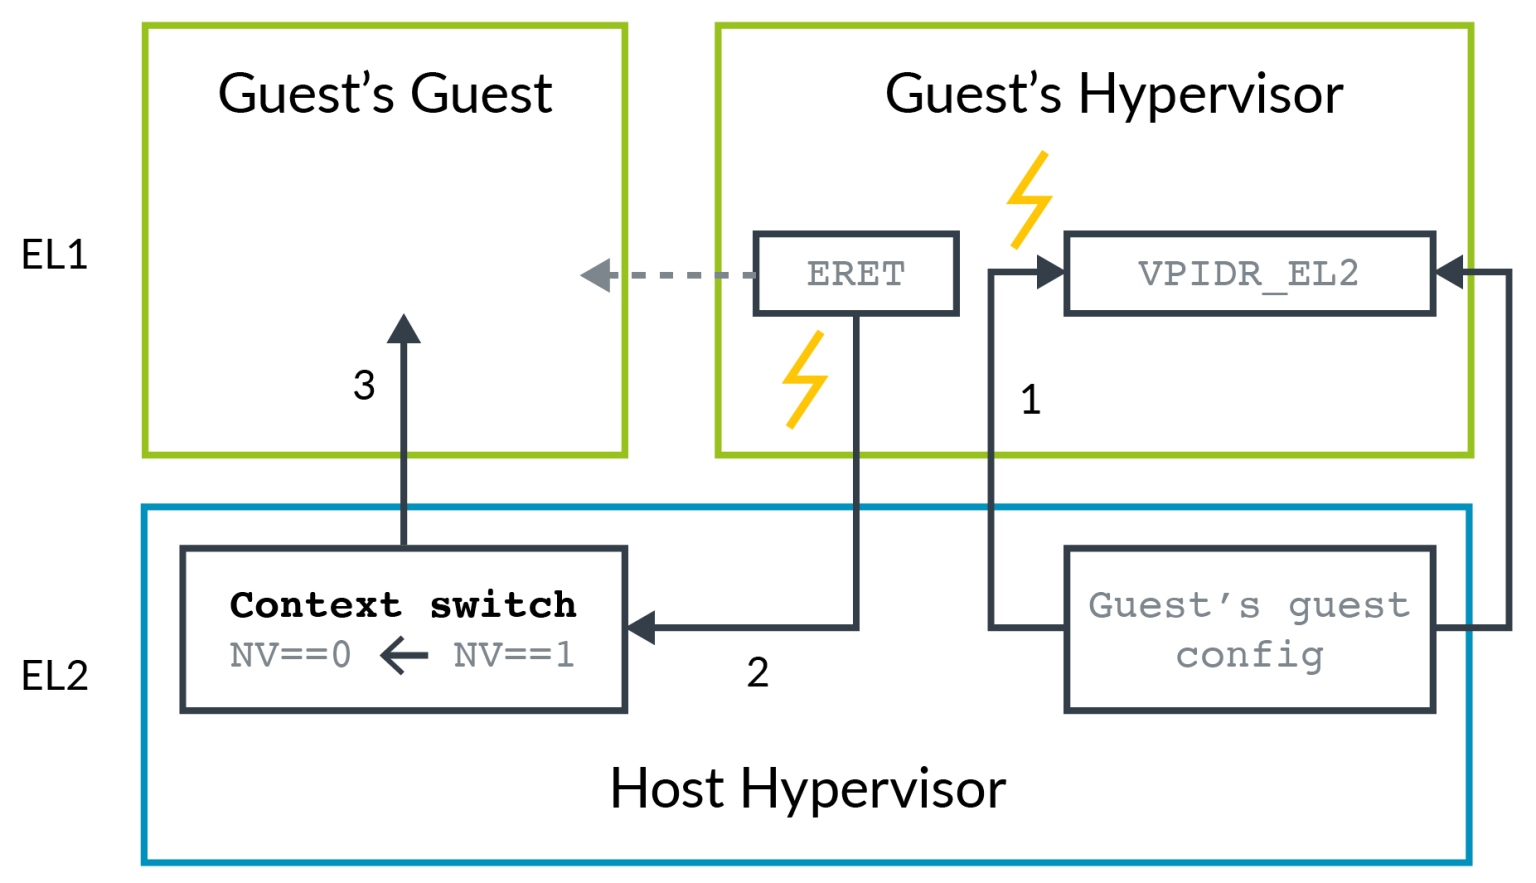 Guest’s Guest
Guest’s Hypervisor
EL1
ERET
VPIDR_EL2
3
1
Context switch
NV==0 ← NV==1
2
Guest’s guest
config
EL2
Host Hypervisor